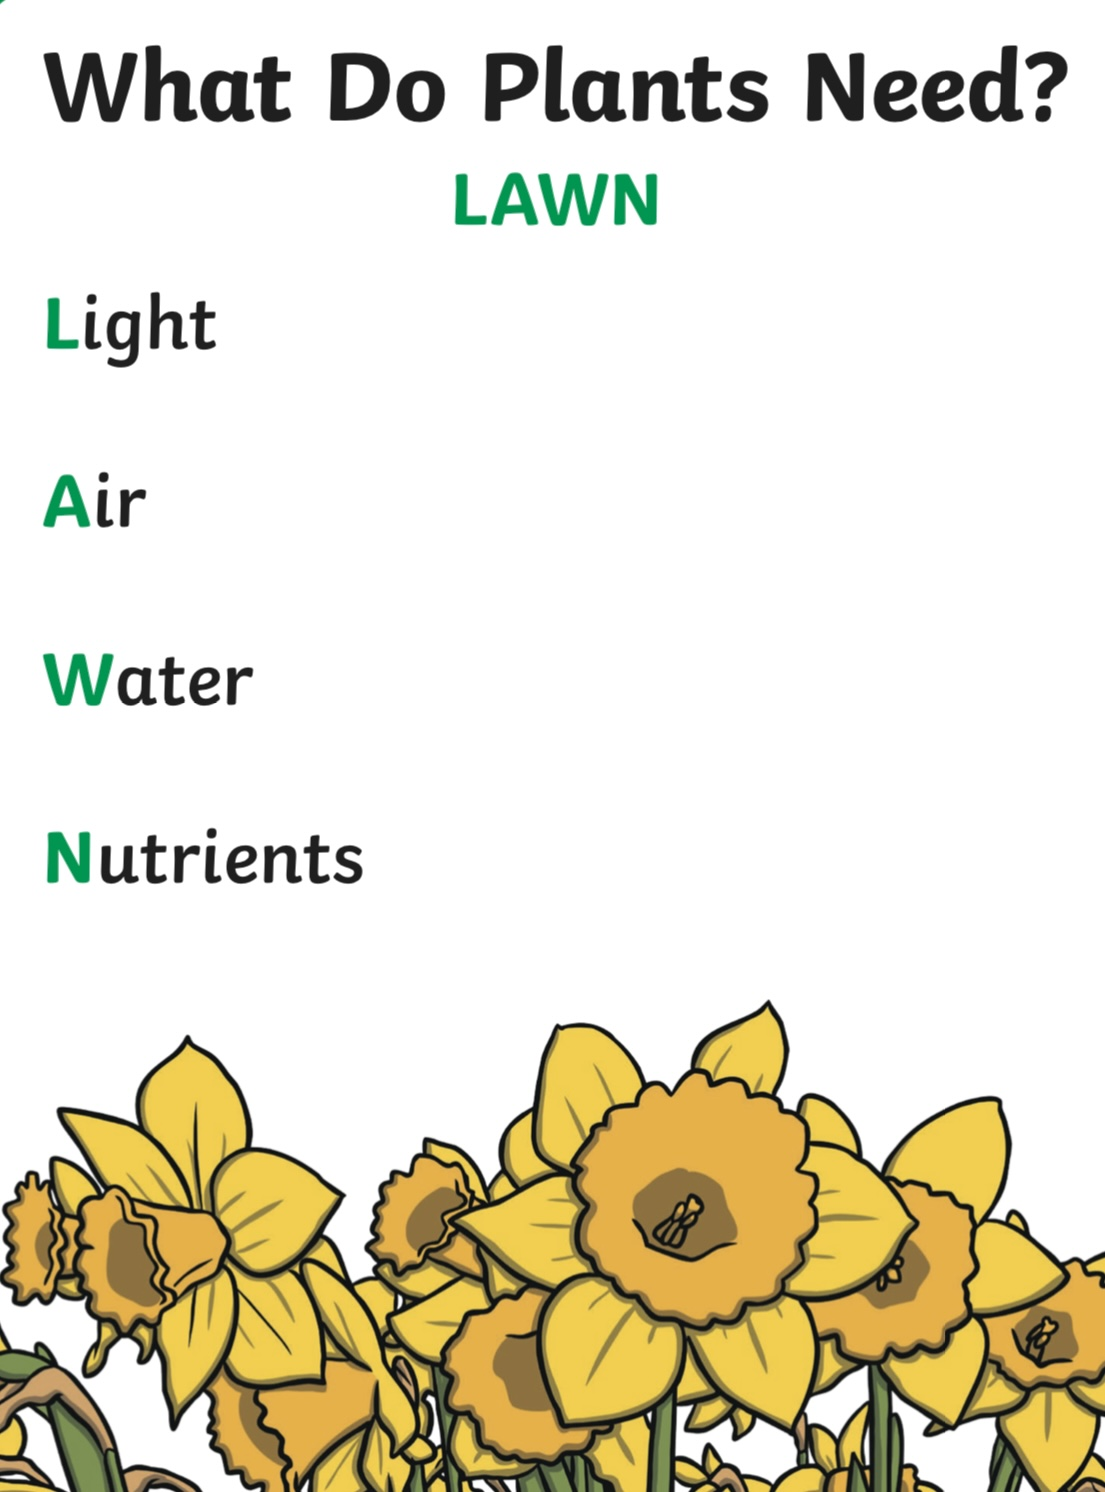 What Do Plants Need?
LAWN
Light
Air
Water
Nutrients